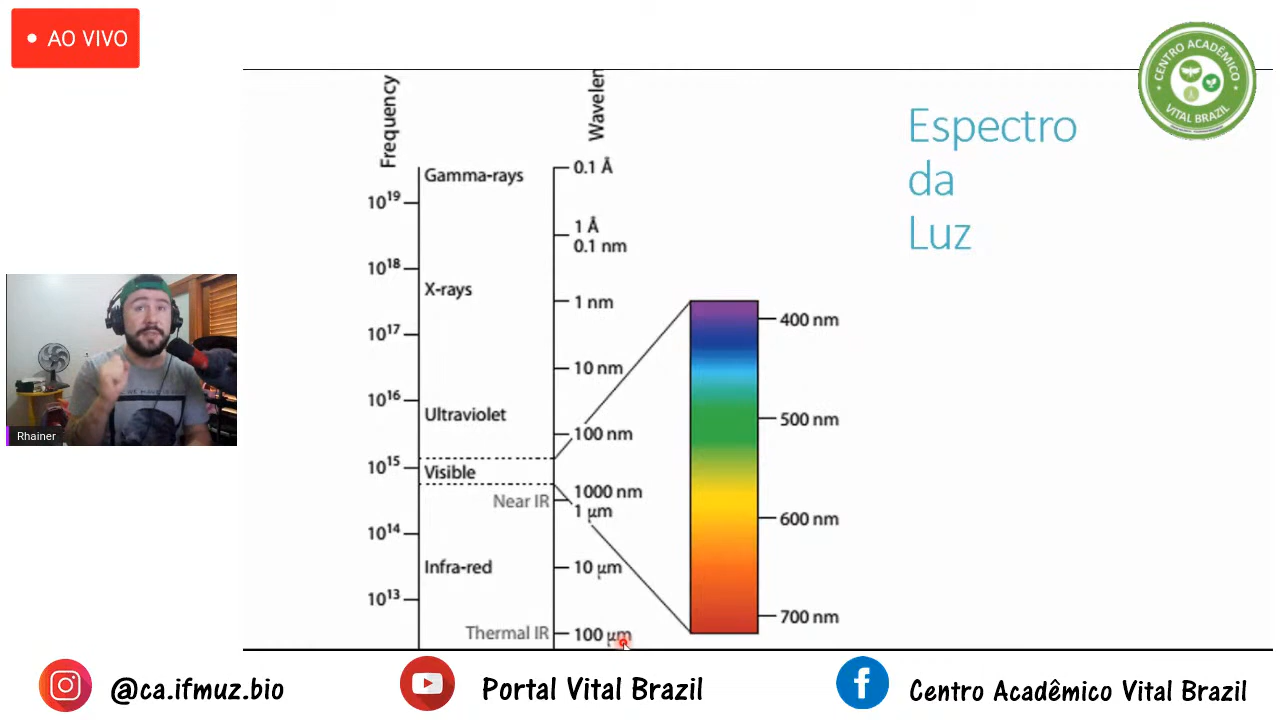 AO VIVO
CENTRO ACADÊMICO
VITAL BRAZIL
Espectro
da
Luz
Frequency
Wavelen
Gamma-rays
X-rays
Ultraviolet
Visible
Near IR
Infra-red
Thermal IR
10¹⁹
10¹⁸
10¹⁷
10¹⁶
10¹⁵
10¹⁴
10¹³
0.1 Å
1 Å
0.1 nm
1 nm
10 nm
100 nm
1000 nm
1 µm
10 µm
100 µm
400 nm
500 nm
600 nm
700 nm
Rhainer
@ca.ifmuz.bio
Portal Vital Brazil
Centro Acadêmico Vital Brazil